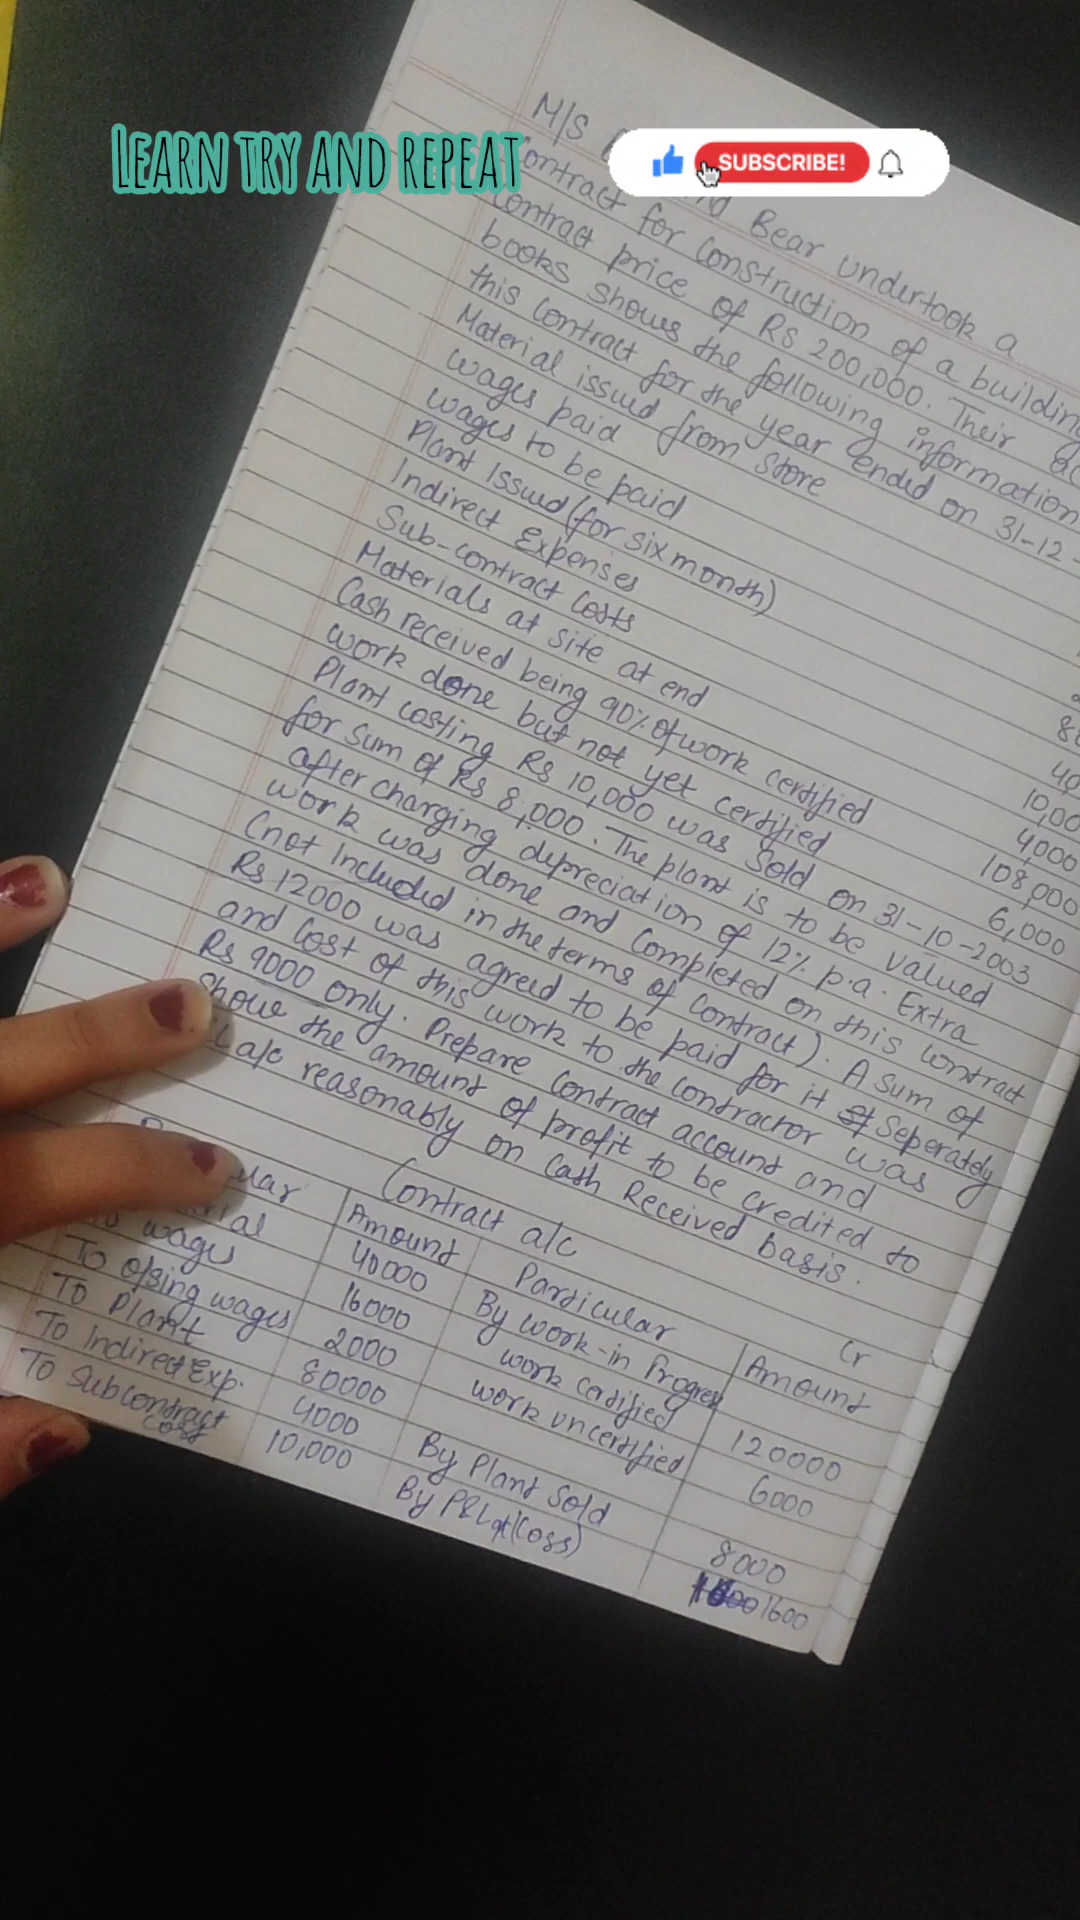 LEARN TRY AND REPEAT
SUBSCRIBE!
M/S Bear undertook a
Contract for Construction of a building
Contract price of RS 200,000. Their
books shows the following information
this contract for the year ended on 31-12-
Material issued from store
wages paid
wages to be paid
Plant Issued (for six month)
Indirect Expenses
Sub-contract Costs
Materials at site at end
Cash received being 90% of work certified
work done but not yet certified
Plant costing Rs 10,000 was sold on 31-10-2003
for sum of Rs 8,000. The plant is to be valued
after charging depreciation of 12% p.a. Extra
work was done and completed on this contract
(not Included in the terms of contract). A sum of
Rs 12000 was agreed to be paid for it Seperately
and cost of this work to the contractor was
Rs 9000 only. Prepare contract account and
Show the amount of profit to be credited to
a/c reasonably on Cash Received basis.
10,00
4000
108,000
6,000
Contract a/c
Cr
Amount Particular Amount
40000 By work-in Progress
wages 16000 work certified 120000
To o/sing wages 2000 work uncertified 6000
To Plant 80000
To Indirect Exp. 4000 By Plant Sold 8000
To Subcontract Cost 10,000 By P&L a/c (Loss) 1600